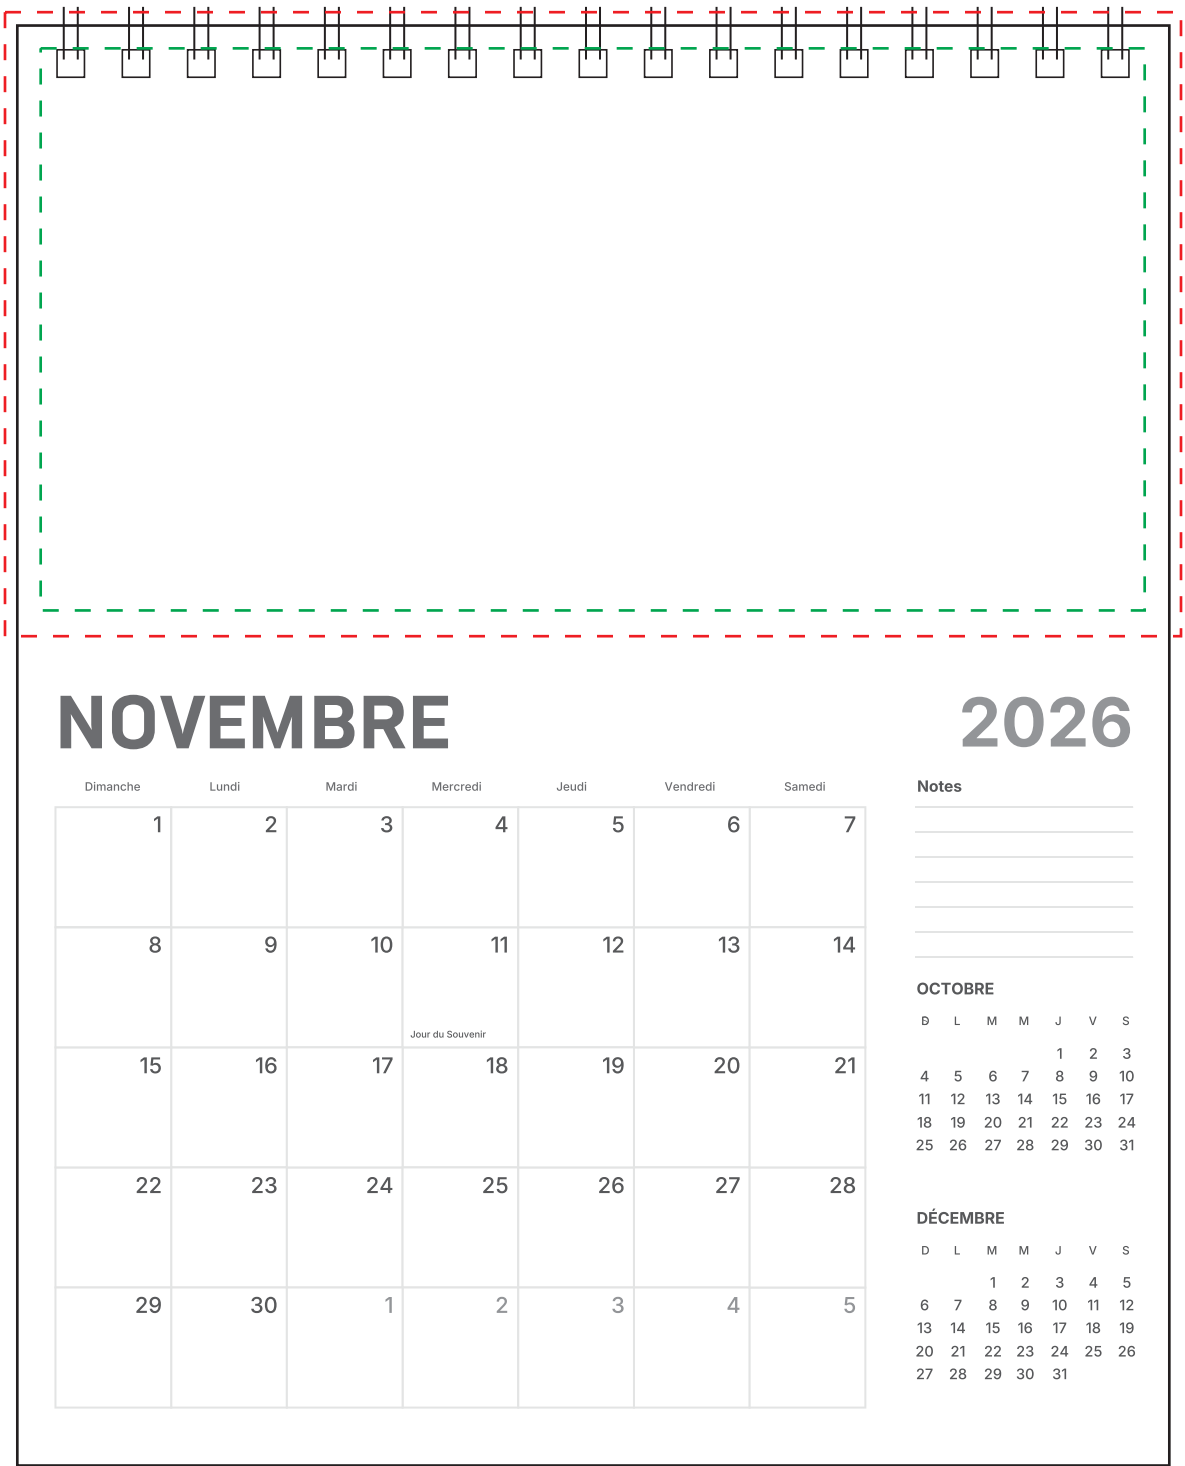 NOVEMBRE 2026
Dimanche Lundi Mardi Mercredi Jeudi Vendredi Samedi
1 2 3 4 5 6 7
8 9 10 11 12 13 14
Jour du Souvenir
15 16 17 18 19 20 21
22 23 24 25 26 27 28
29 30 1 2 3 4 5
Notes
OCTOBRE
D L M M J V S
1 2 3
4 5 6 7 8 9 10
11 12 13 14 15 16 17
18 19 20 21 22 23 24
25 26 27 28 29 30 31
DÉCEMBRE
D L M M J V S
1 2 3 4 5
6 7 8 9 10 11 12
13 14 15 16 17 18 19
20 21 22 23 24 25 26
27 28 29 30 31